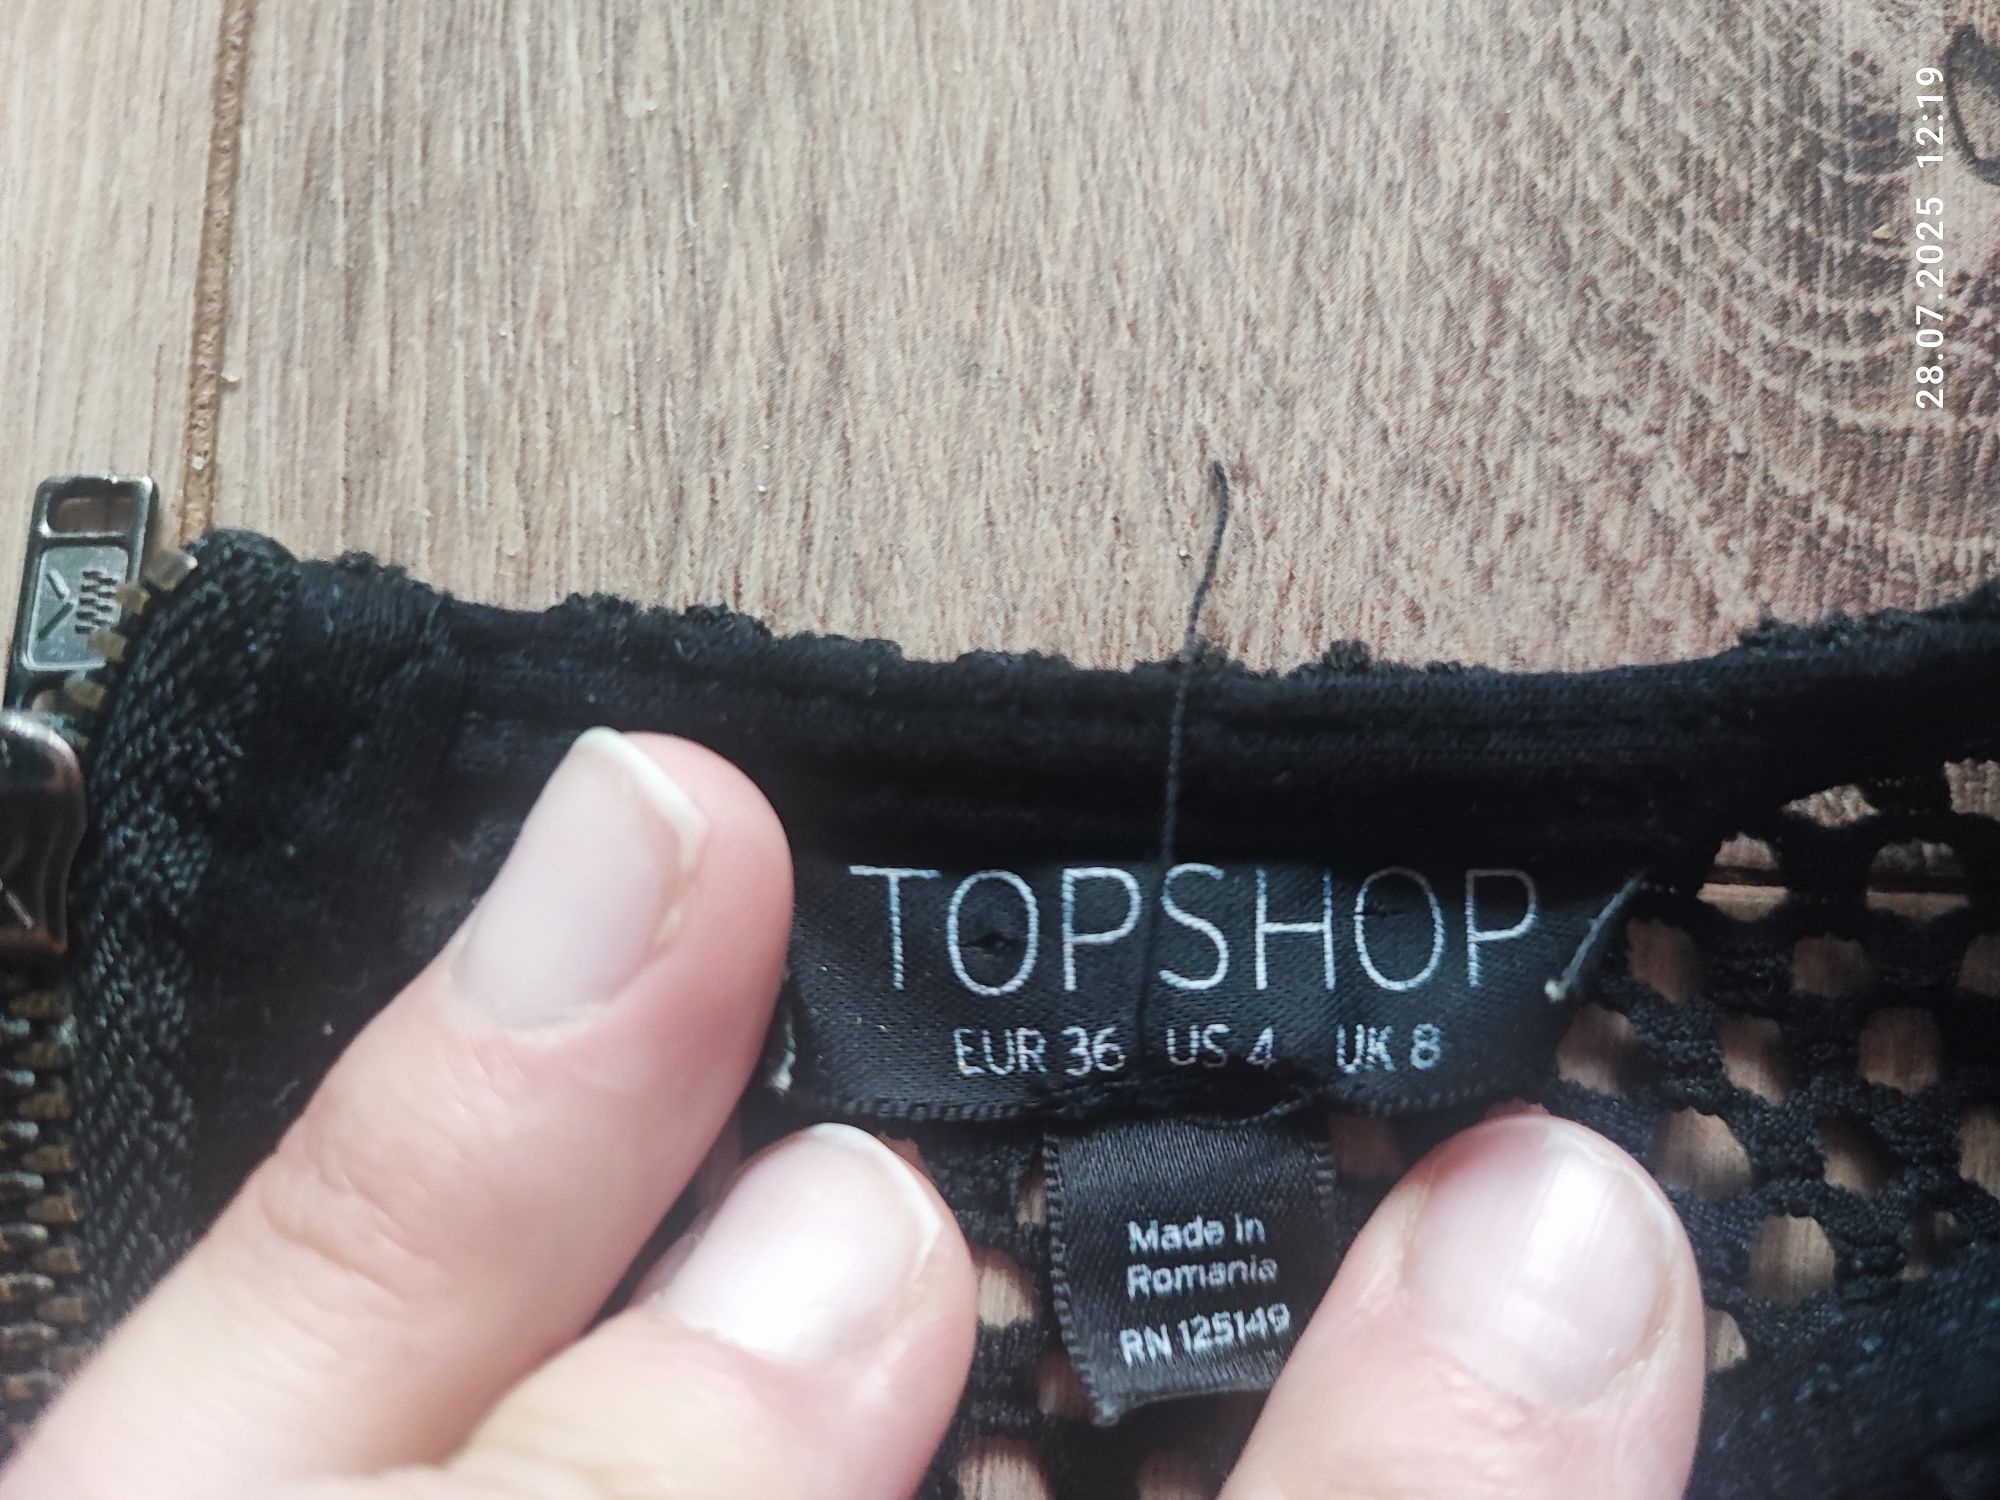 TOPSHOP
EUR 36 US 4 UK 8
Made in
Romania
RN 125149
28.07.2025 12:19